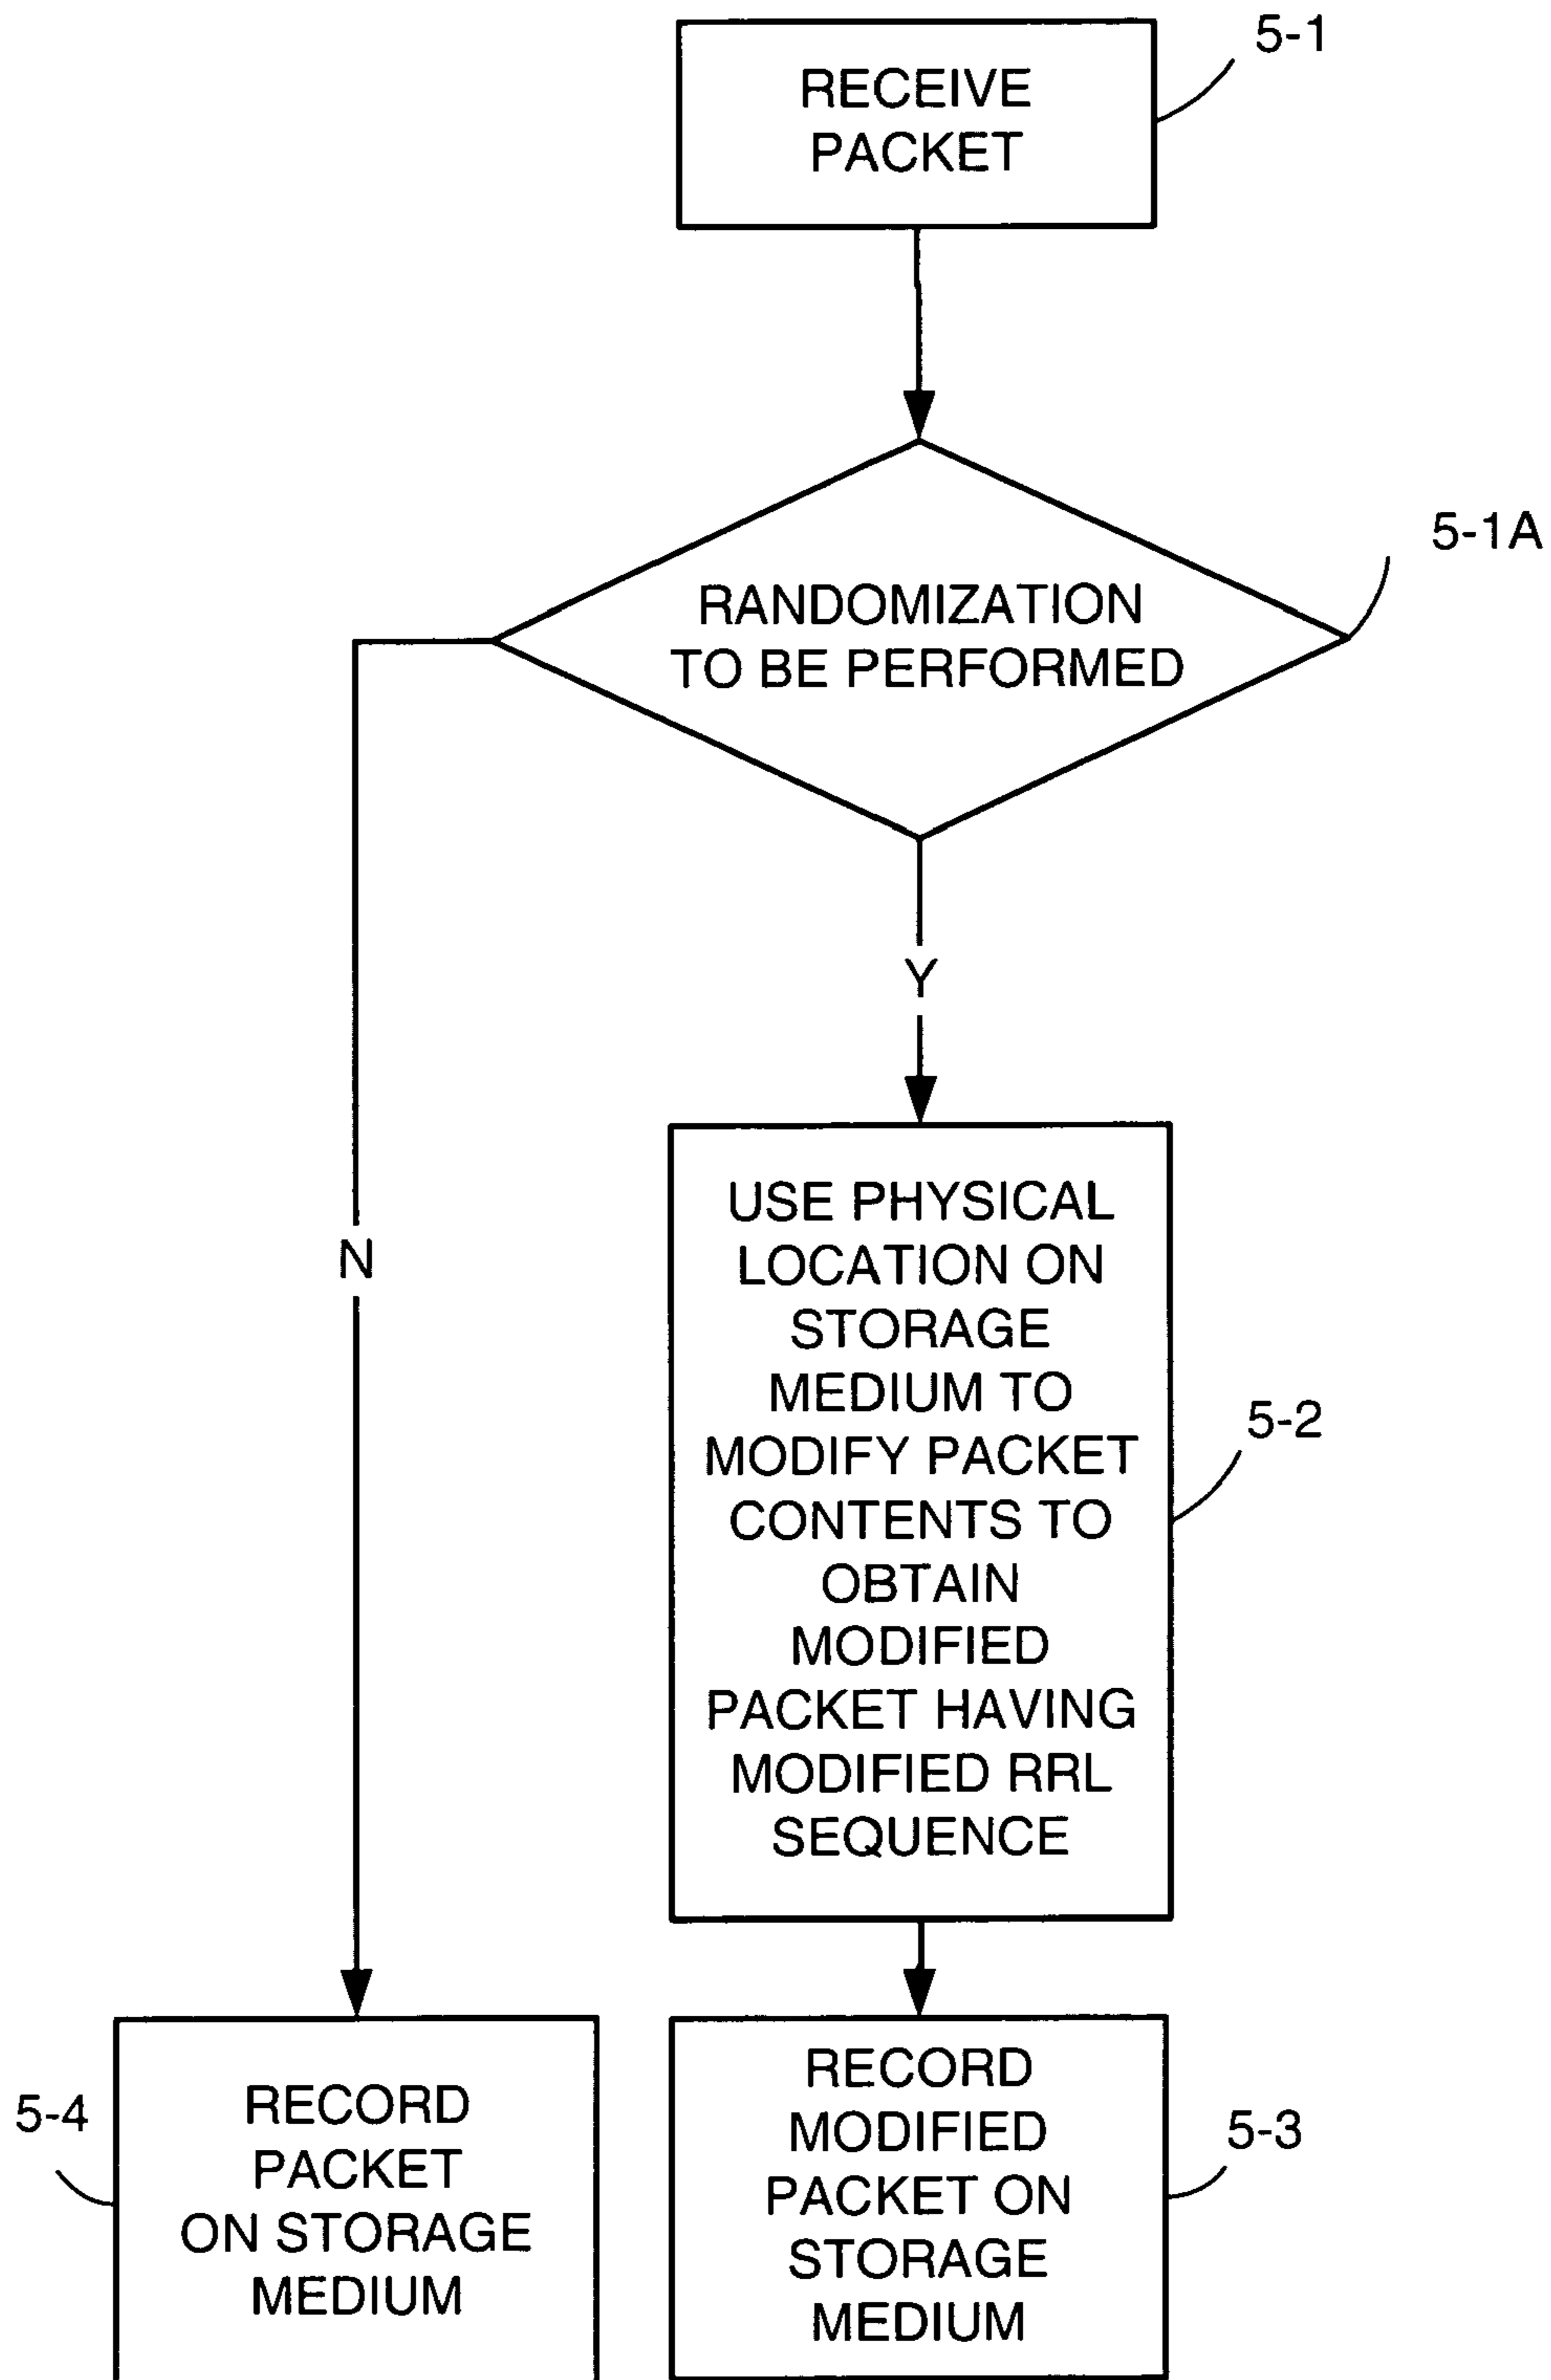 5-1
RECEIVE
PACKET
5-1A
RANDOMIZATION
TO BE PERFORMED
Y
N
USE PHYSICAL
LOCATION ON
STORAGE
MEDIUM TO
MODIFY PACKET
CONTENTS TO
OBTAIN
MODIFIED
PACKET HAVING
MODIFIED RRL
SEQUENCE
5-2
5-4
RECORD
PACKET
ON STORAGE
MEDIUM
RECORD
MODIFIED
PACKET ON
STORAGE
MEDIUM
5-3